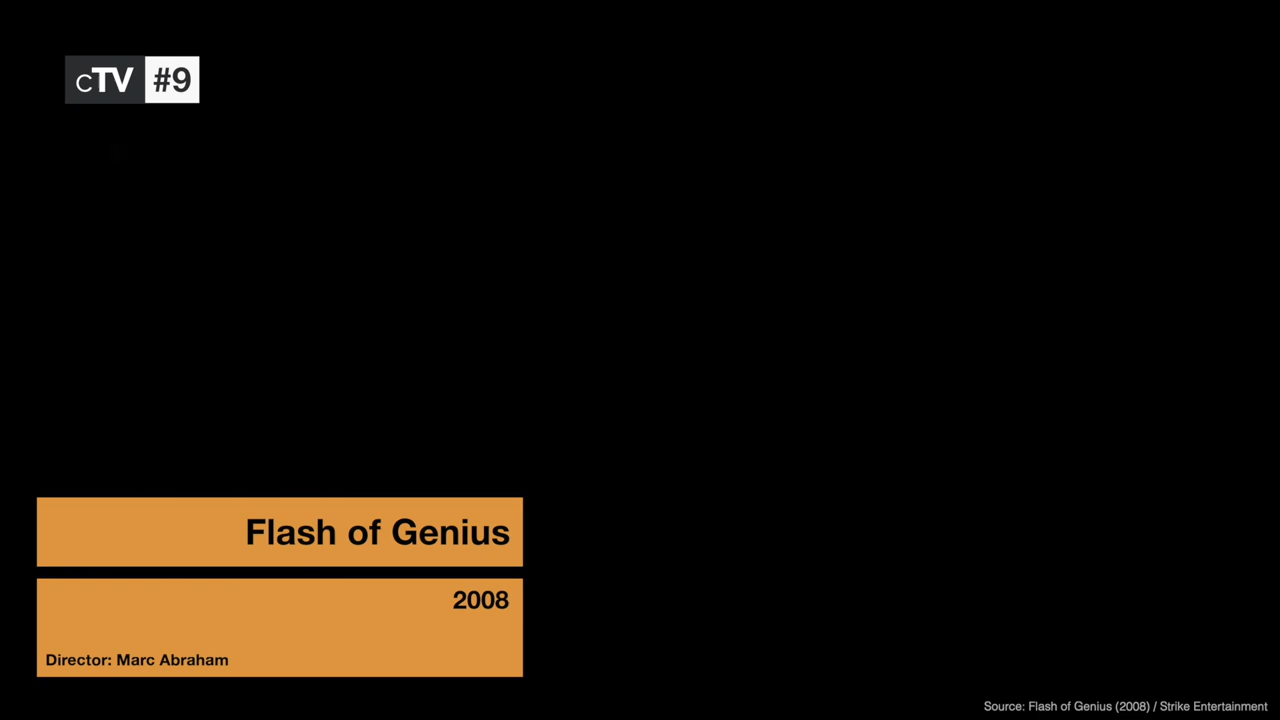 cTV #9
Flash of Genius
2008
Director: Marc Abraham
Source: Flash of Genius (2008) / Strike Entertainment